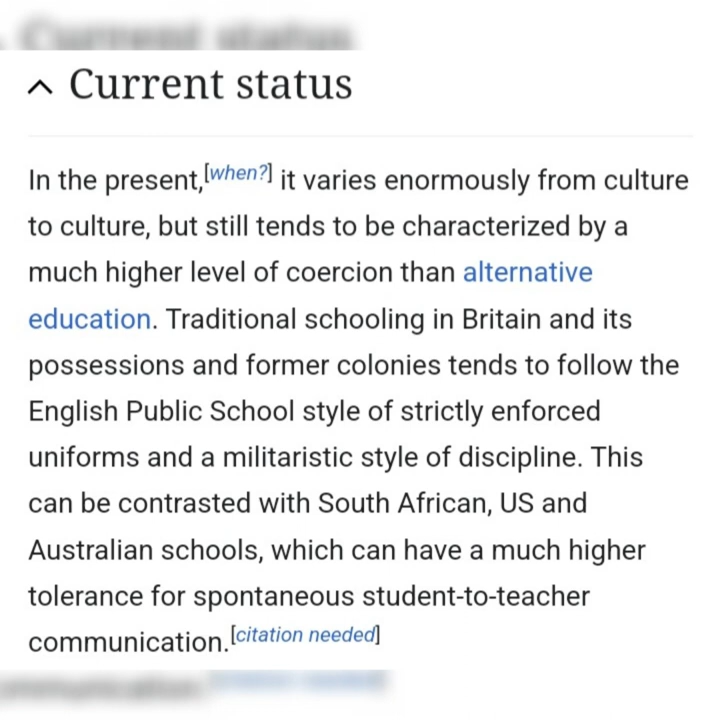 Current status
Current status
In the present,[when?] it varies enormously from culture
to culture, but still tends to be characterized by a
much higher level of coercion than alternative
education. Traditional schooling in Britain and its
possessions and former colonies tends to follow the
English Public School style of strictly enforced
uniforms and a militaristic style of discipline. This
can be contrasted with South African, US and
Australian schools, which can have a much higher
tolerance for spontaneous student-to-teacher
communication.[citation needed]